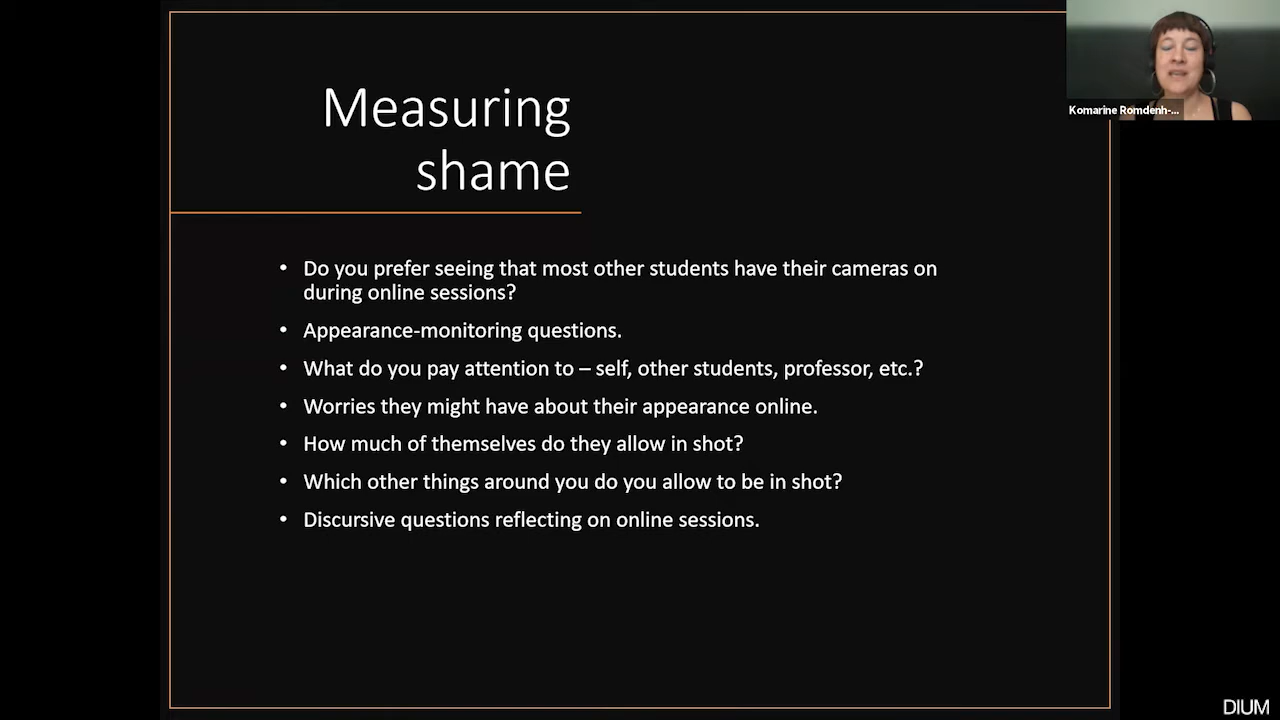 Measuring
shame
• Do you prefer seeing that most other students have their cameras on
during online sessions?
• Appearance-monitoring questions.
• What do you pay attention to – self, other students, professor, etc.?
• Worries they might have about their appearance online.
• How much of themselves do they allow in shot?
• Which other things around you do you allow to be in shot?
• Discursive questions reflecting on online sessions.
Komarine Romdenh-...
DIUM